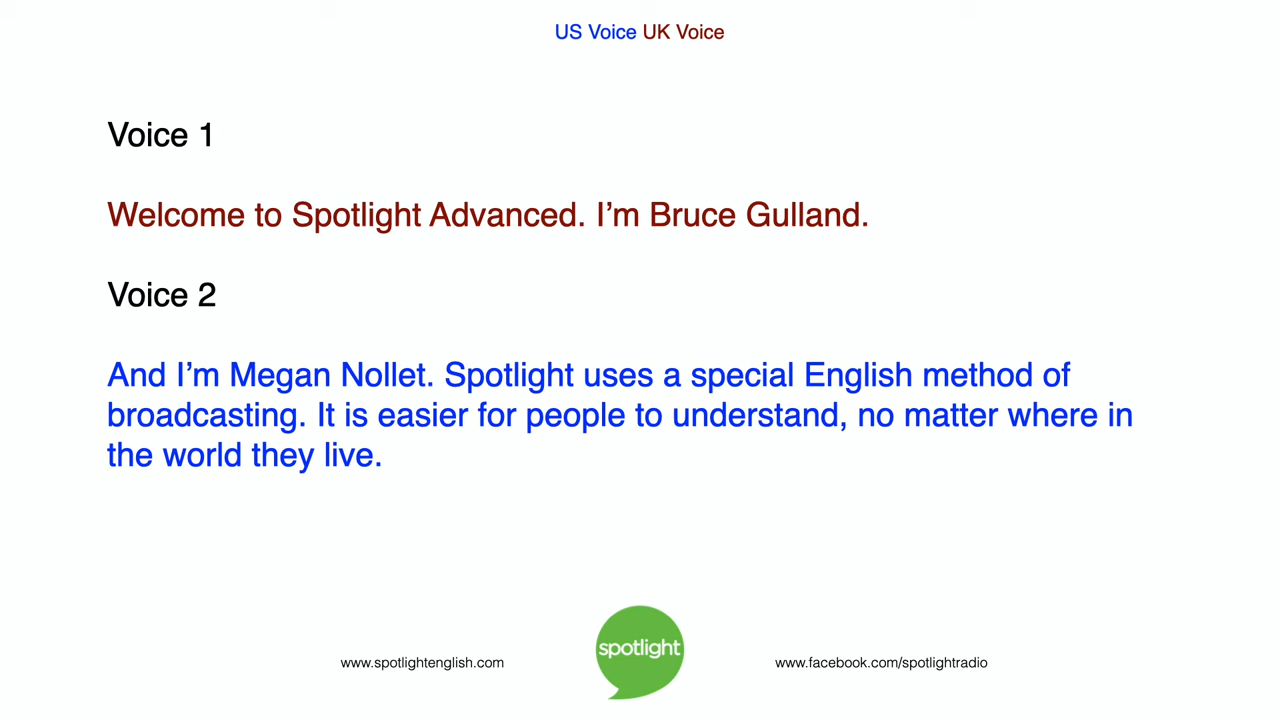 US Voice UK Voice
Voice 1
Welcome to Spotlight Advanced. I’m Bruce Gulland.
Voice 2
And I’m Megan Nollet. Spotlight uses a special English method of
broadcasting. It is easier for people to understand, no matter where in
the world they live.
www.spotlightenglish.com
spotlight
www.facebook.com/spotlightradio